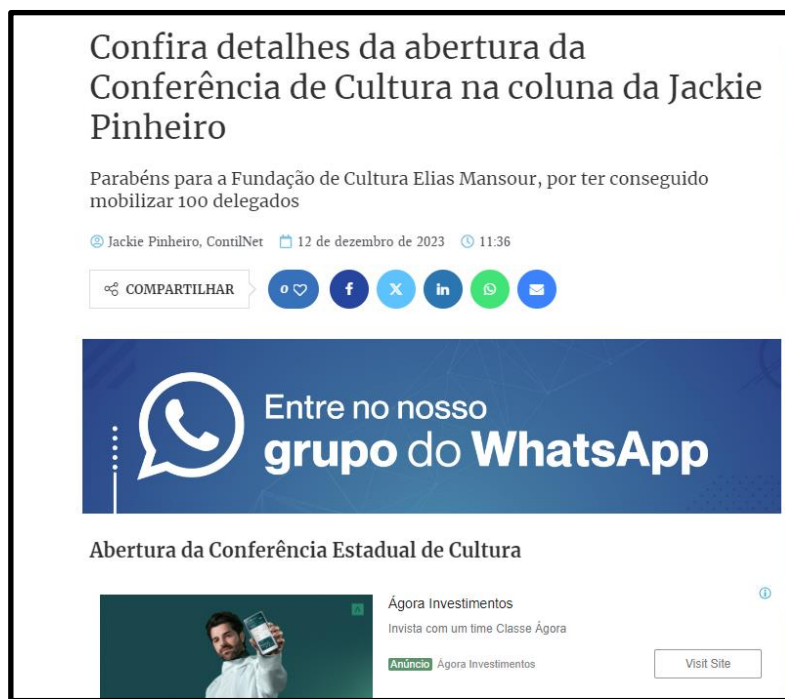 Confira detalhes da abertura da
Conferência de Cultura na coluna da Jackie
Pinheiro
Parabéns para a Fundação de Cultura Elias Mansour, por ter conseguido
mobilizar 100 delegados
Jackie Pinheiro, ContilNet 12 de dezembro de 2023 11:36
COMPARTILHAR 0
Entre no nosso
grupo do WhatsApp
Abertura da Conferência Estadual de Cultura
Ágora Investimentos
Invista com um time Classe Ágora
Anúncio Ágora Investimentos
Visit Site